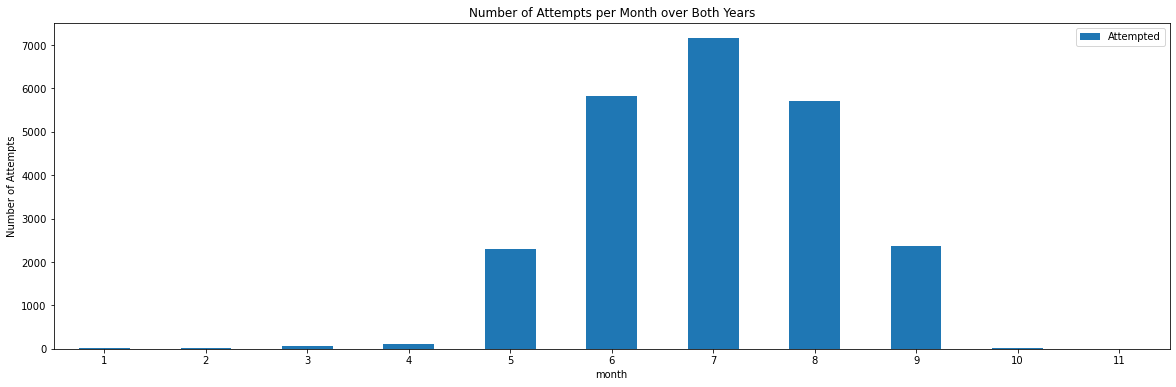 Number of Attempts per Month over Both Years
Attempted
Number of Attempts
7000
6000
5000
4000
3000
2000
1000
0
1 2 3 4 5 6 7 8 9 10 11
month